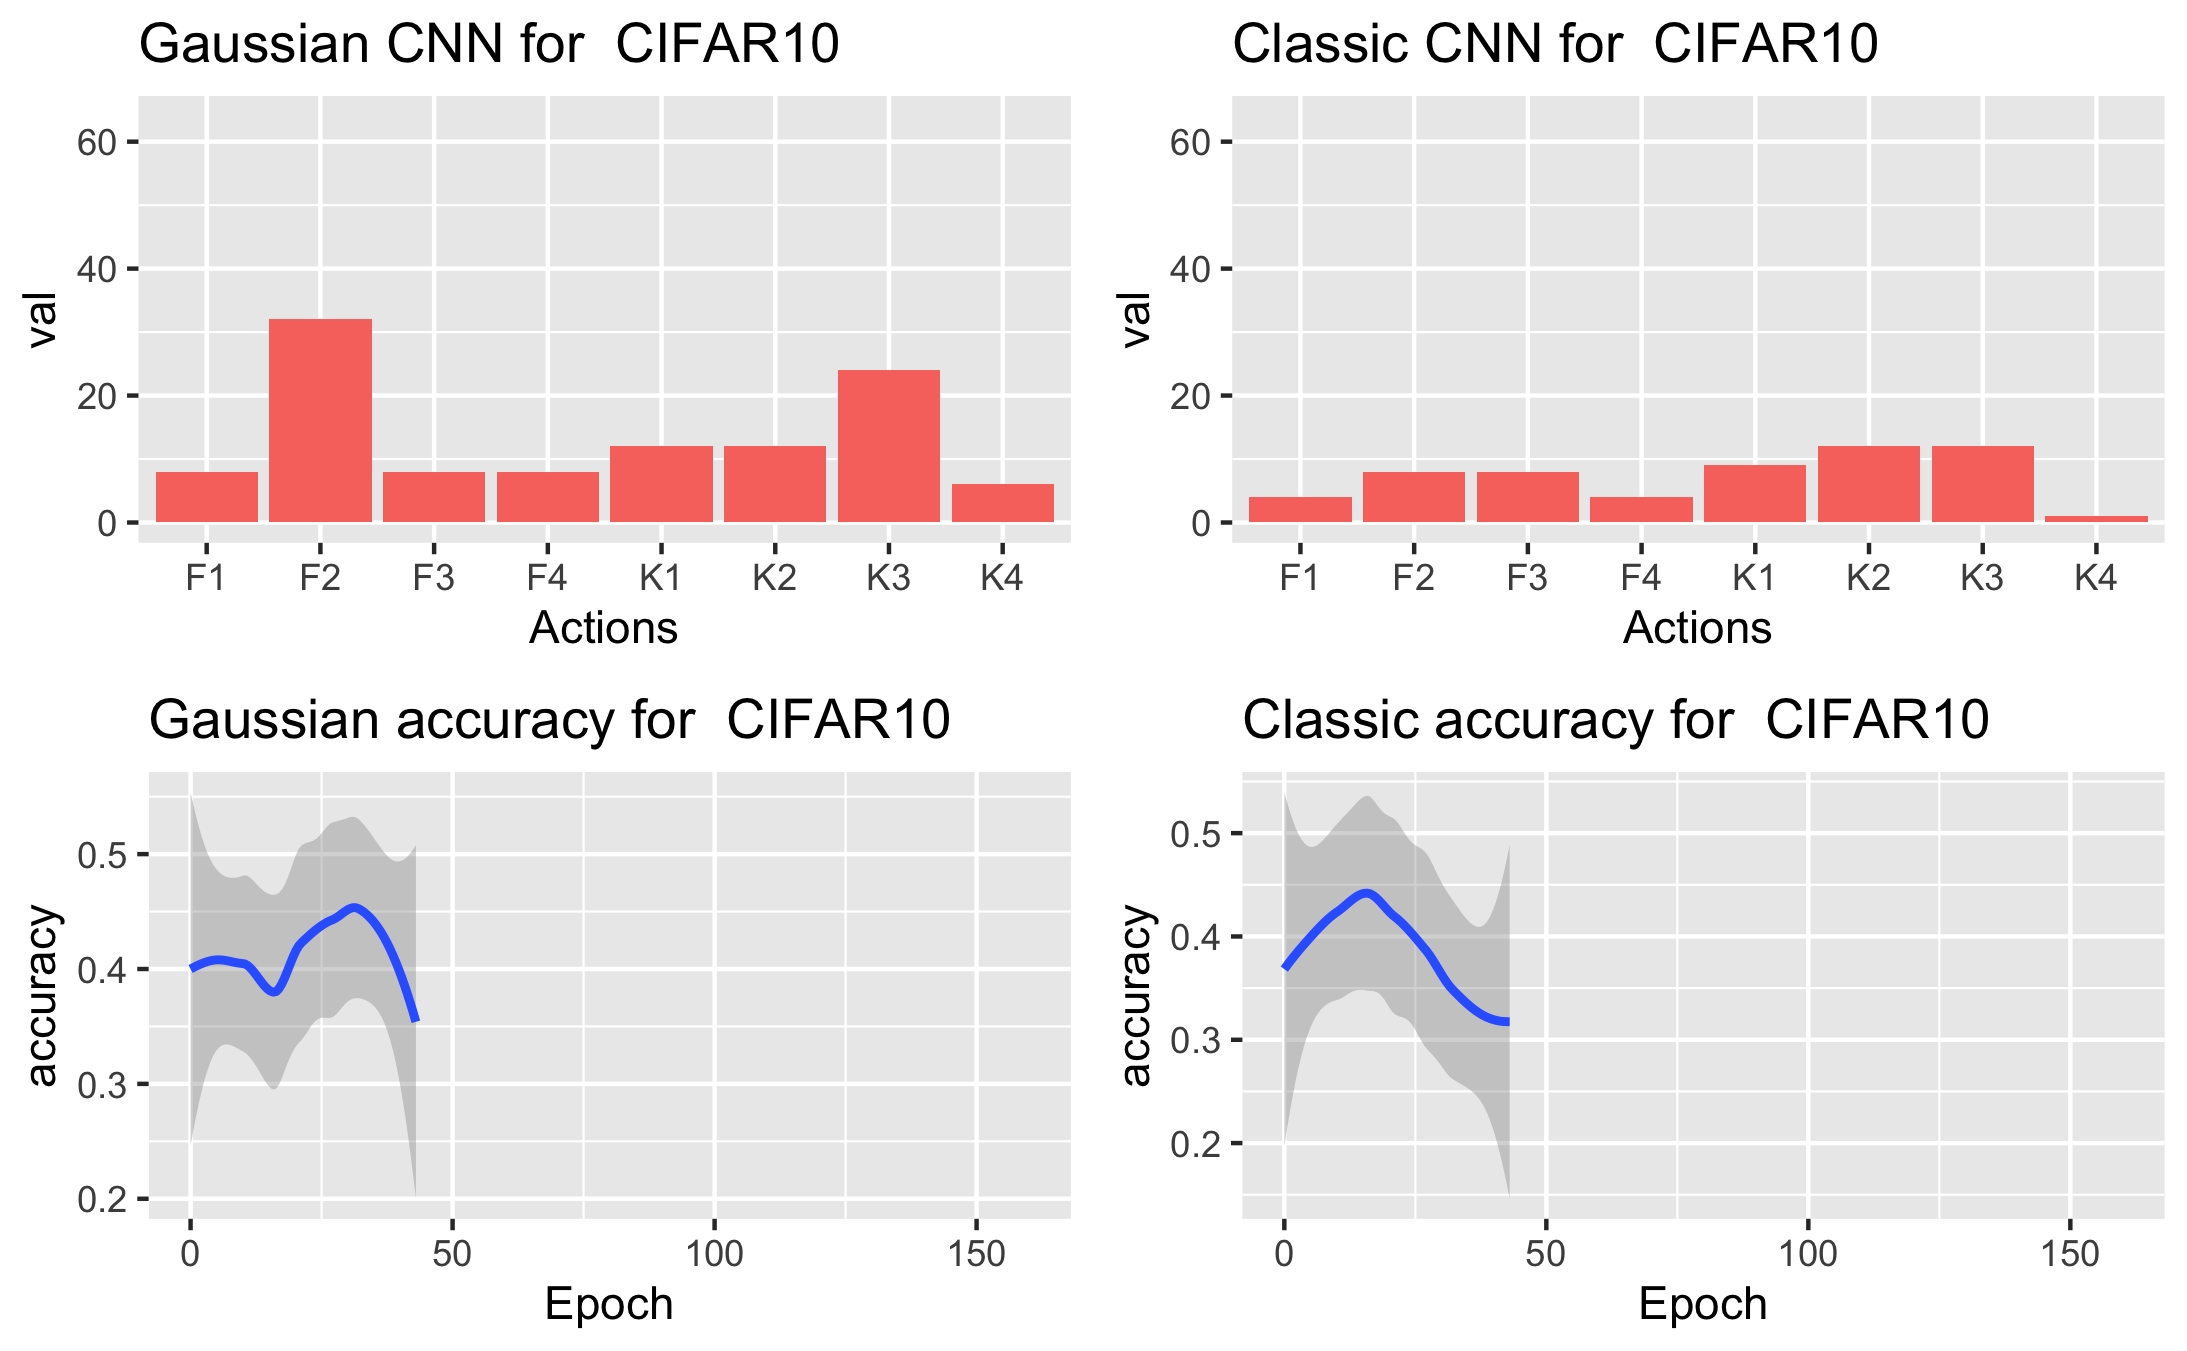 Gaussian CNN for  CIFAR10
60
40
20
0
val
F1 F2 F3 F4 K1 K2 K3 K4
Actions
Classic CNN for  CIFAR10
60
40
20
0
val
F1 F2 F3 F4 K1 K2 K3 K4
Actions
Gaussian accuracy for  CIFAR10
0.5
0.4
0.3
0.2
accuracy
0 50 100 150
Epoch
Classic accuracy for  CIFAR10
0.5
0.4
0.3
0.2
accuracy
0 50 100 150
Epoch